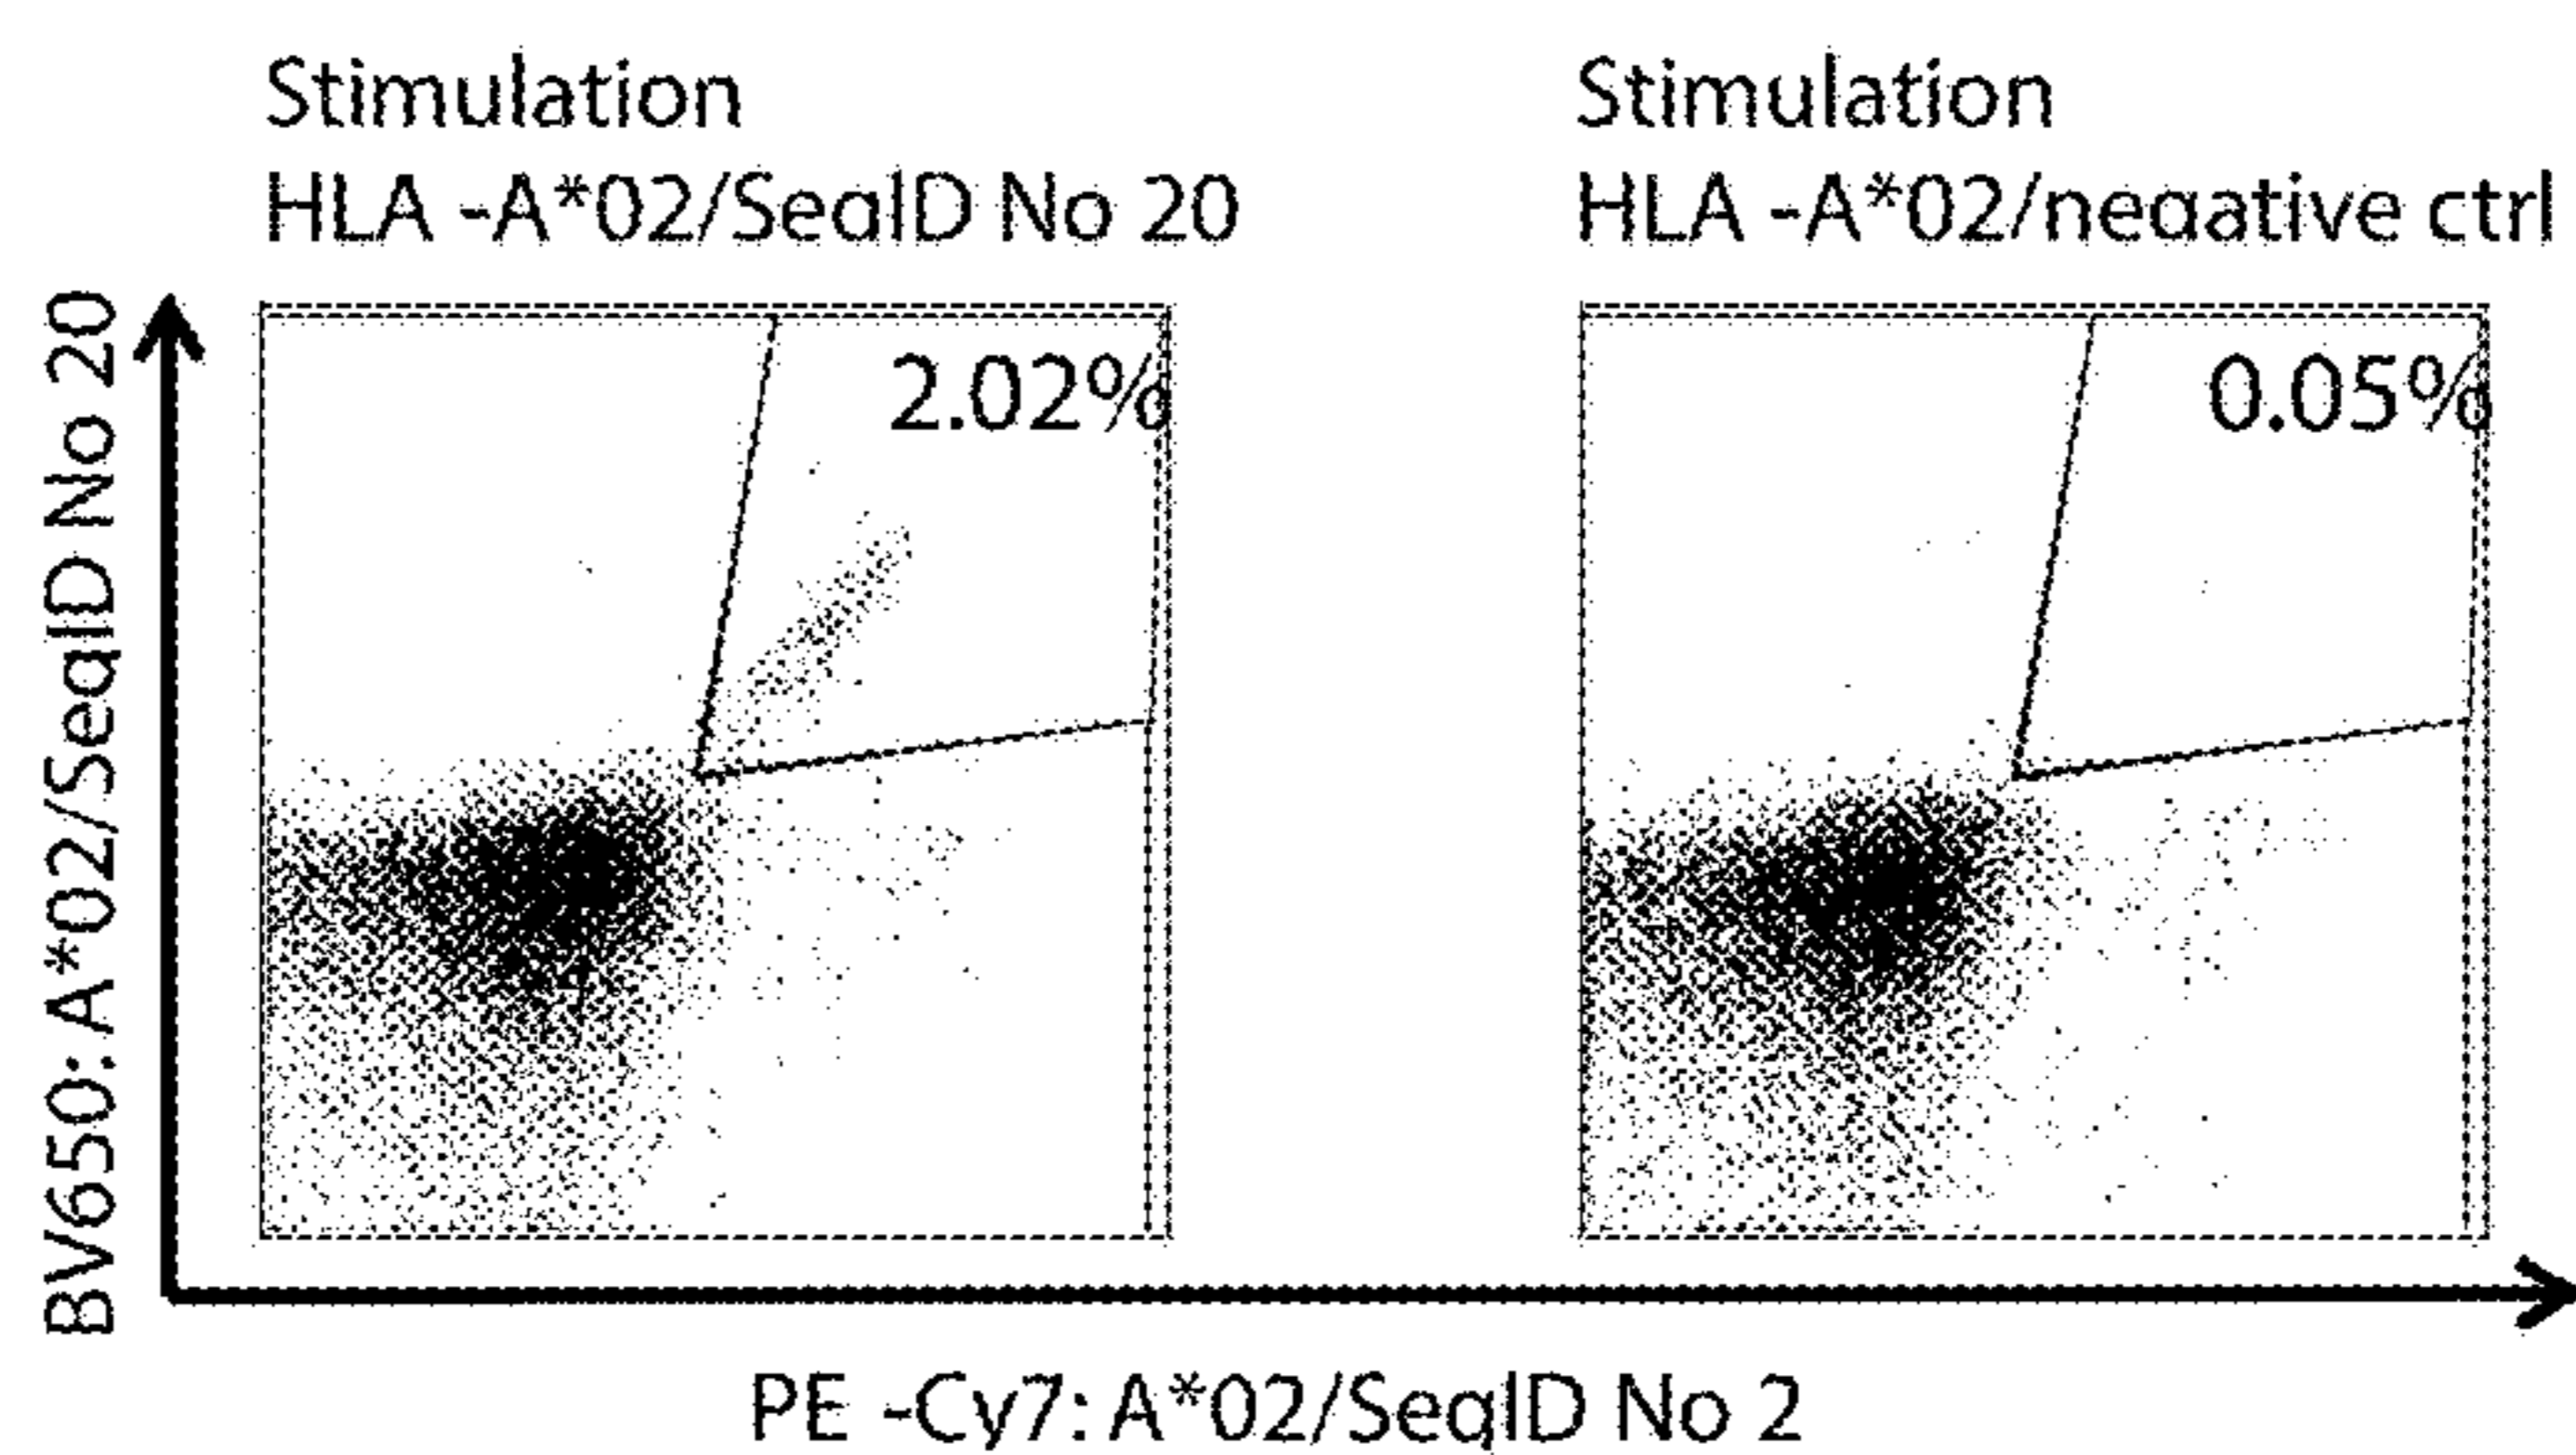 Stimulation
HLA -A*02/SeqID No 20
Stimulation
HLA -A*02/negative ctrl
BV650: A*02/SeqID No 20
2.02%
0.05%
PE -Cy7: A*02/SeqID No 2